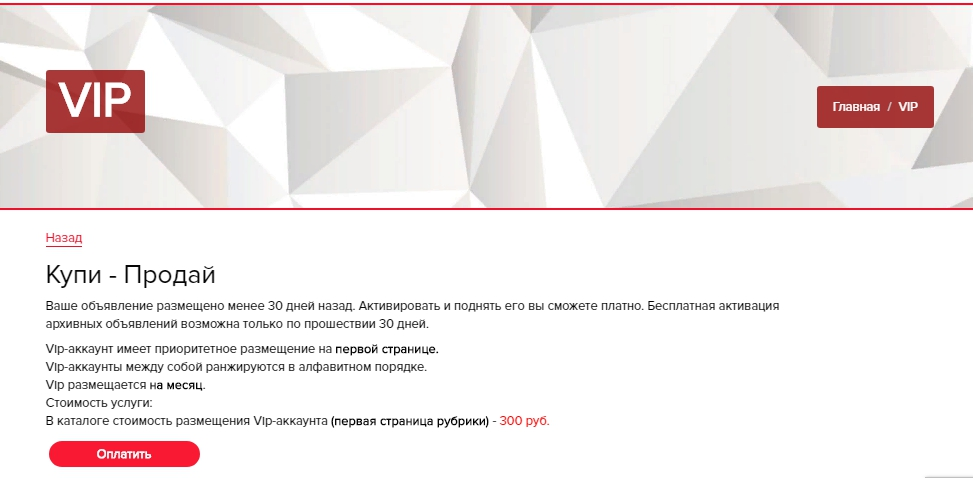 VIP
Главная / VIP
Назад
Купи - Продай
Ваше объявление размещено менее 30 дней назад. Активировать и поднять его вы сможете платно. Бесплатная активация
архивных объявлений возможна только по прошествии 30 дней.
Vip-аккаунт имеет приоритетное размещение на первой странице.
Vip-аккаунты между собой ранжируются в алфавитном порядке.
Vip размещается на месяц.
Стоимость услуги:
В каталоге стоимость размещения Vip-аккаунта (первая страница рубрики) - 300 руб.
Оплатить